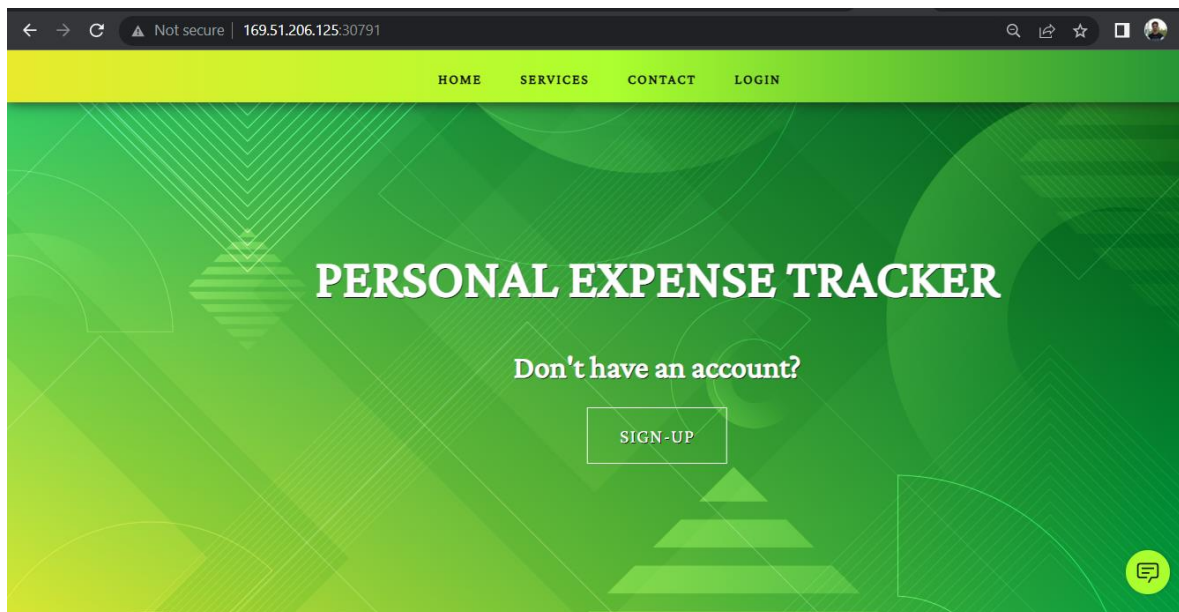 Not secure | 169.51.206.125:30791
HOME SERVICES CONTACT LOGIN
PERSONAL EXPENSE TRACKER
Don't have an account?
SIGN-UP